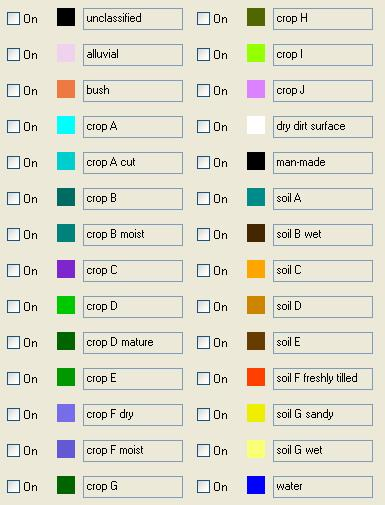 On unclassified On crop H
On alluvial On crop I
On bush On crop J
On crop A On dry dirt surface
On crop A cut On man-made
On crop B On soil A
On crop B moist On soil B wet
On crop C On soil C
On crop D On soil D
On crop D mature On soil E
On crop E On soil F freshly tilled
On crop F dry On soil G sandy
On crop F moist On soil G wet
On crop G On water